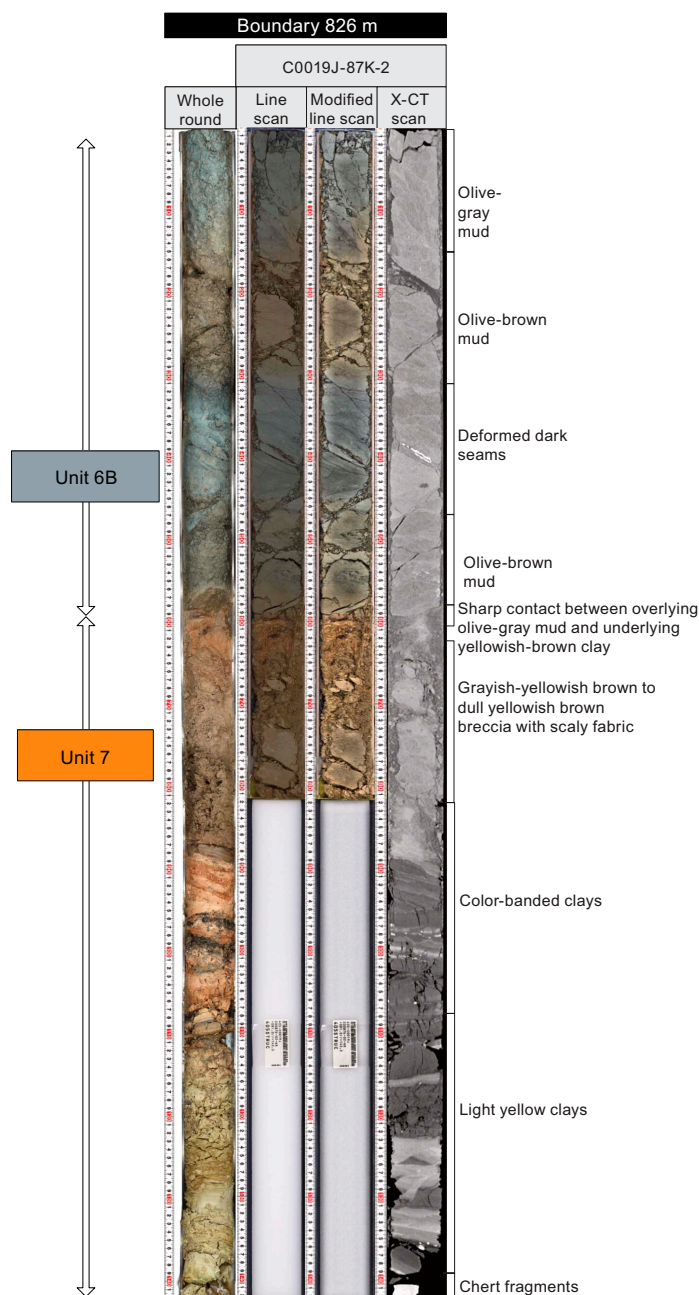 Boundary 826 m
C0019J-87K-2
Whole
round
Line
scan
Modified
line scan
X-CT
scan
Olive-
gray
mud
Olive-brown
mud
Deformed dark
seams
Unit 6B
Olive-brown
mud
Sharp contact between overlying
olive-gray mud and underlying
yellowish-brown clay
Grayish-yellowish brown to
dull yellowish brown
breccia with scaly fabric
Unit 7
Color-banded clays
Light yellow clays
Chert fragments